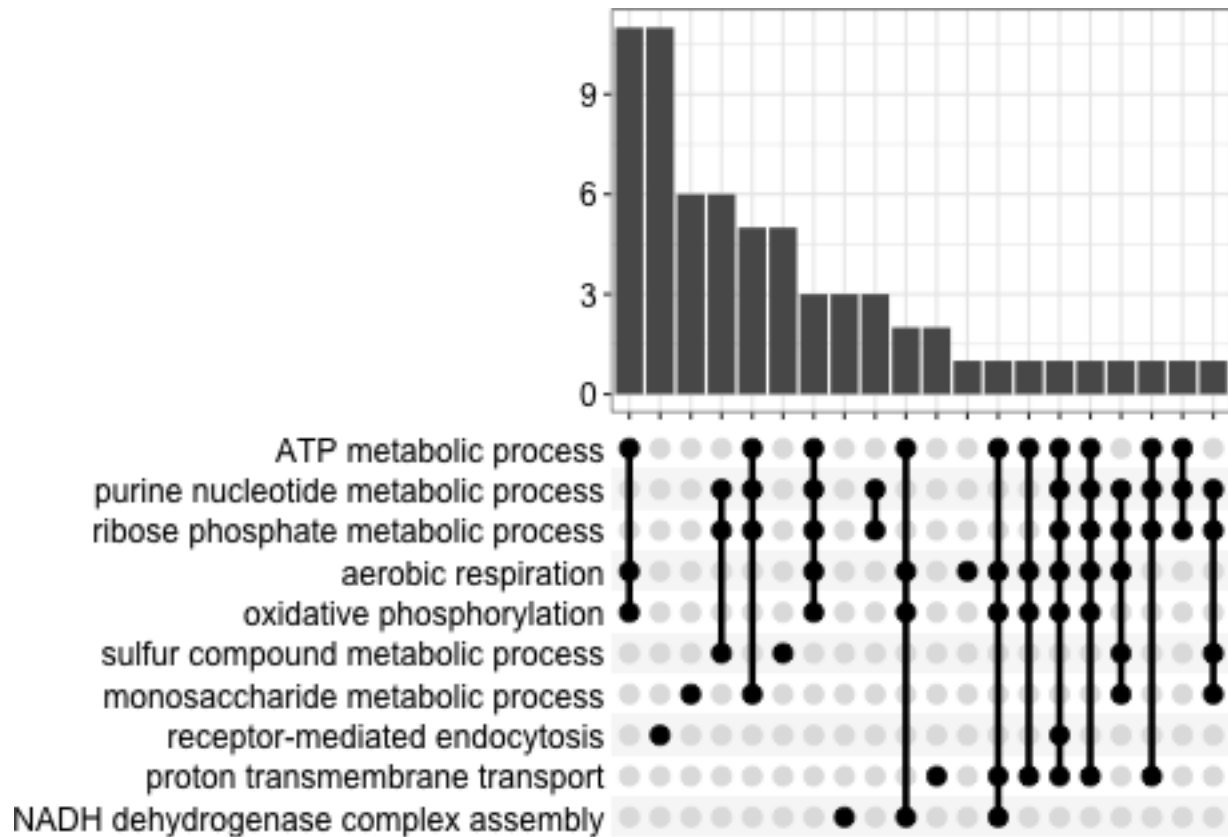 9
6
3
0
ATP metabolic process
purine nucleotide metabolic process
ribose phosphate metabolic process
aerobic respiration
oxidative phosphorylation
sulfur compound metabolic process
monosaccharide metabolic process
receptor-mediated endocytosis
proton transmembrane transport
NADH dehydrogenase complex assembly